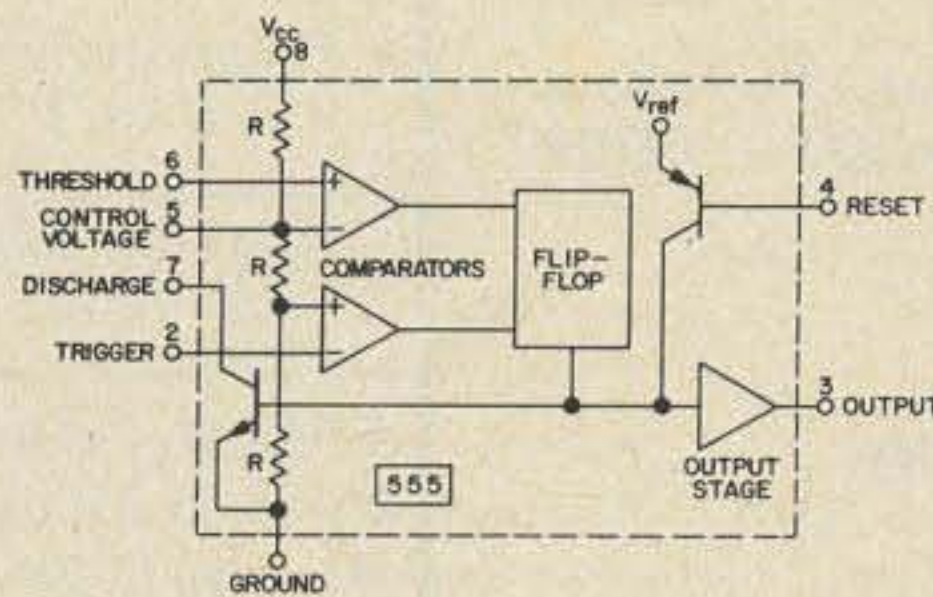 Vcc
8
R
Vref
6
THRESHOLD
+
4
RESET
5
CONTROL
VOLTAGE
-
7
DISCHARGE
R
COMPARATORS
FLIP-
FLOP
+
2
TRIGGER
-
3
OUTPUT
R
555
OUTPUT
STAGE
GROUND